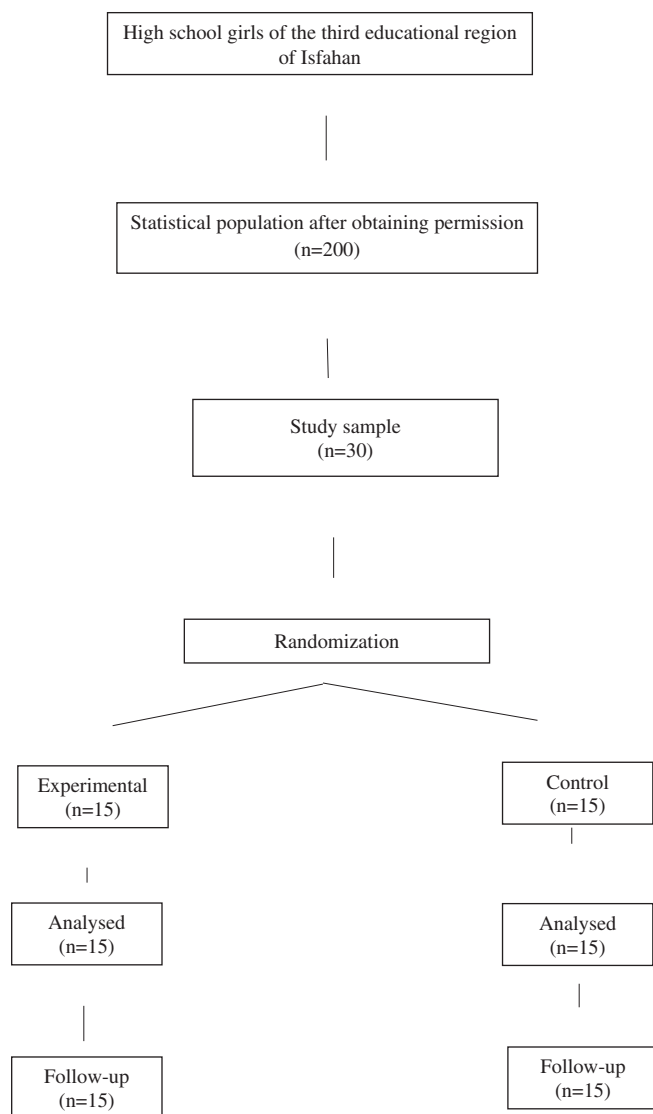 High school girls of the third educational region
of Isfahan
Statistical population after obtaining permission
(n=200)
Study sample
(n=30)
Randomization
Experimental
(n=15)
Control
(n=15)
Analysed
(n=15)
Analysed
(n=15)
Follow-up
(n=15)
Follow-up
(n=15)